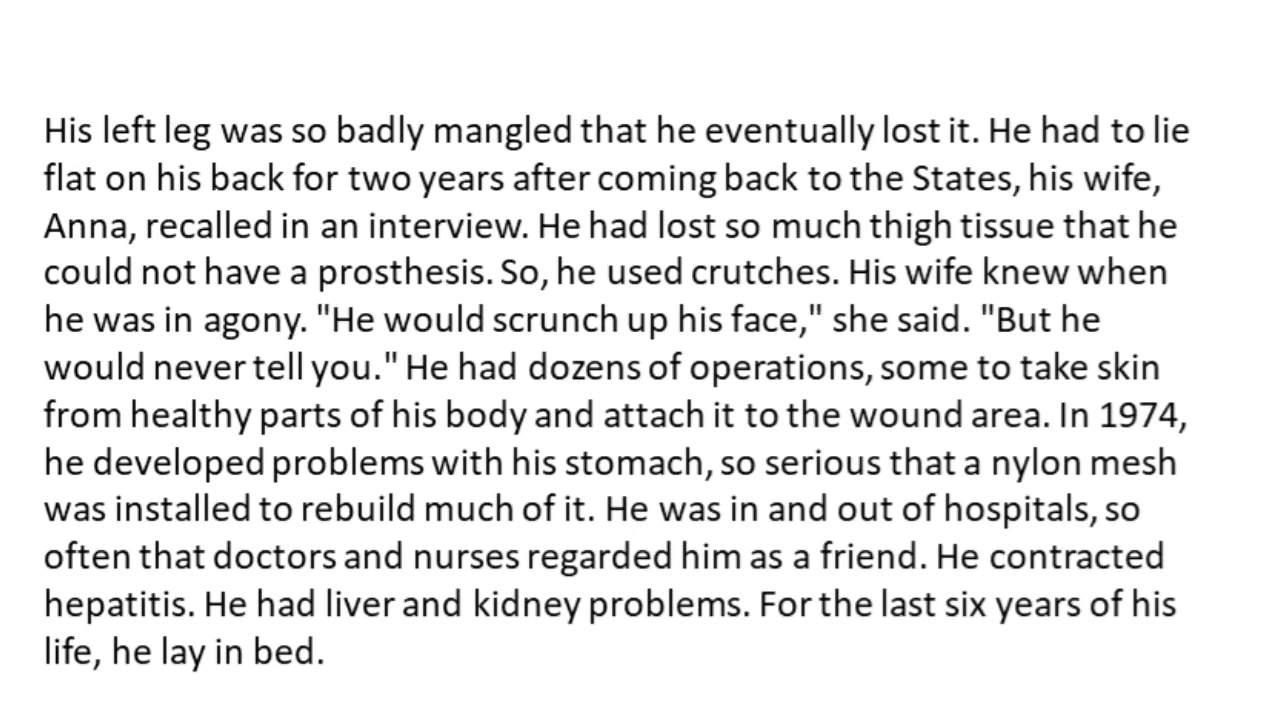 His left leg was so badly mangled that he eventually lost it. He had to lie
flat on his back for two years after coming back to the States, his wife,
Anna, recalled in an interview. He had lost so much thigh tissue that he
could not have a prosthesis. So, he used crutches. His wife knew when
he was in agony. "He would scrunch up his face," she said. "But he
would never tell you." He had dozens of operations, some to take skin
from healthy parts of his body and attach it to the wound area. In 1974,
he developed problems with his stomach, so serious that a nylon mesh
was installed to rebuild much of it. He was in and out of hospitals, so
often that doctors and nurses regarded him as a friend. He contracted
hepatitis. He had liver and kidney problems. For the last six years of his
life, he lay in bed.